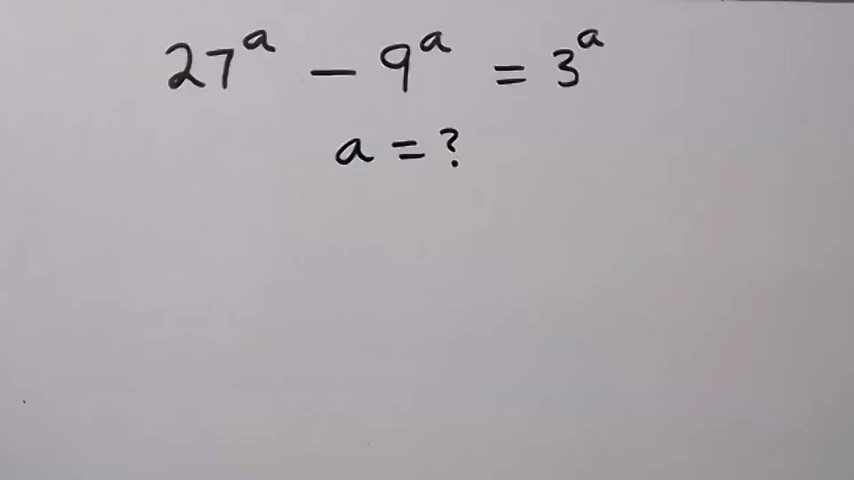 27^a − 9^a = 3^a
a = ?